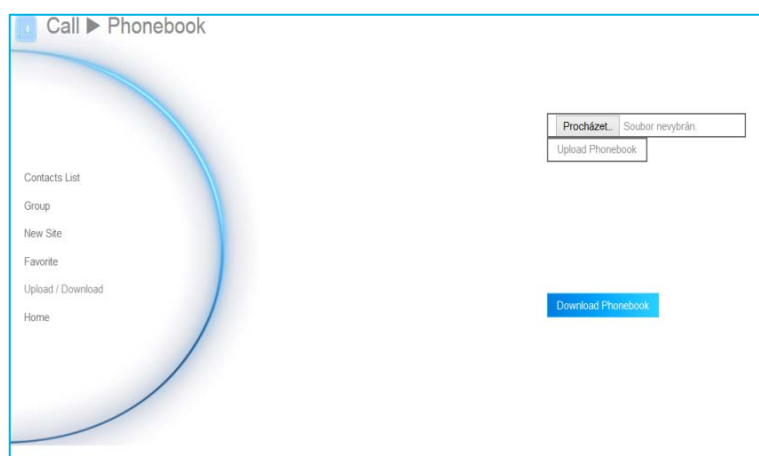 Call ▶ Phonebook
Procházet.. Soubor nevybrán.
Upload Phonebook
Contacts List
Group
New Site
Favorite
Upload / Download
Home
Download Phonebook